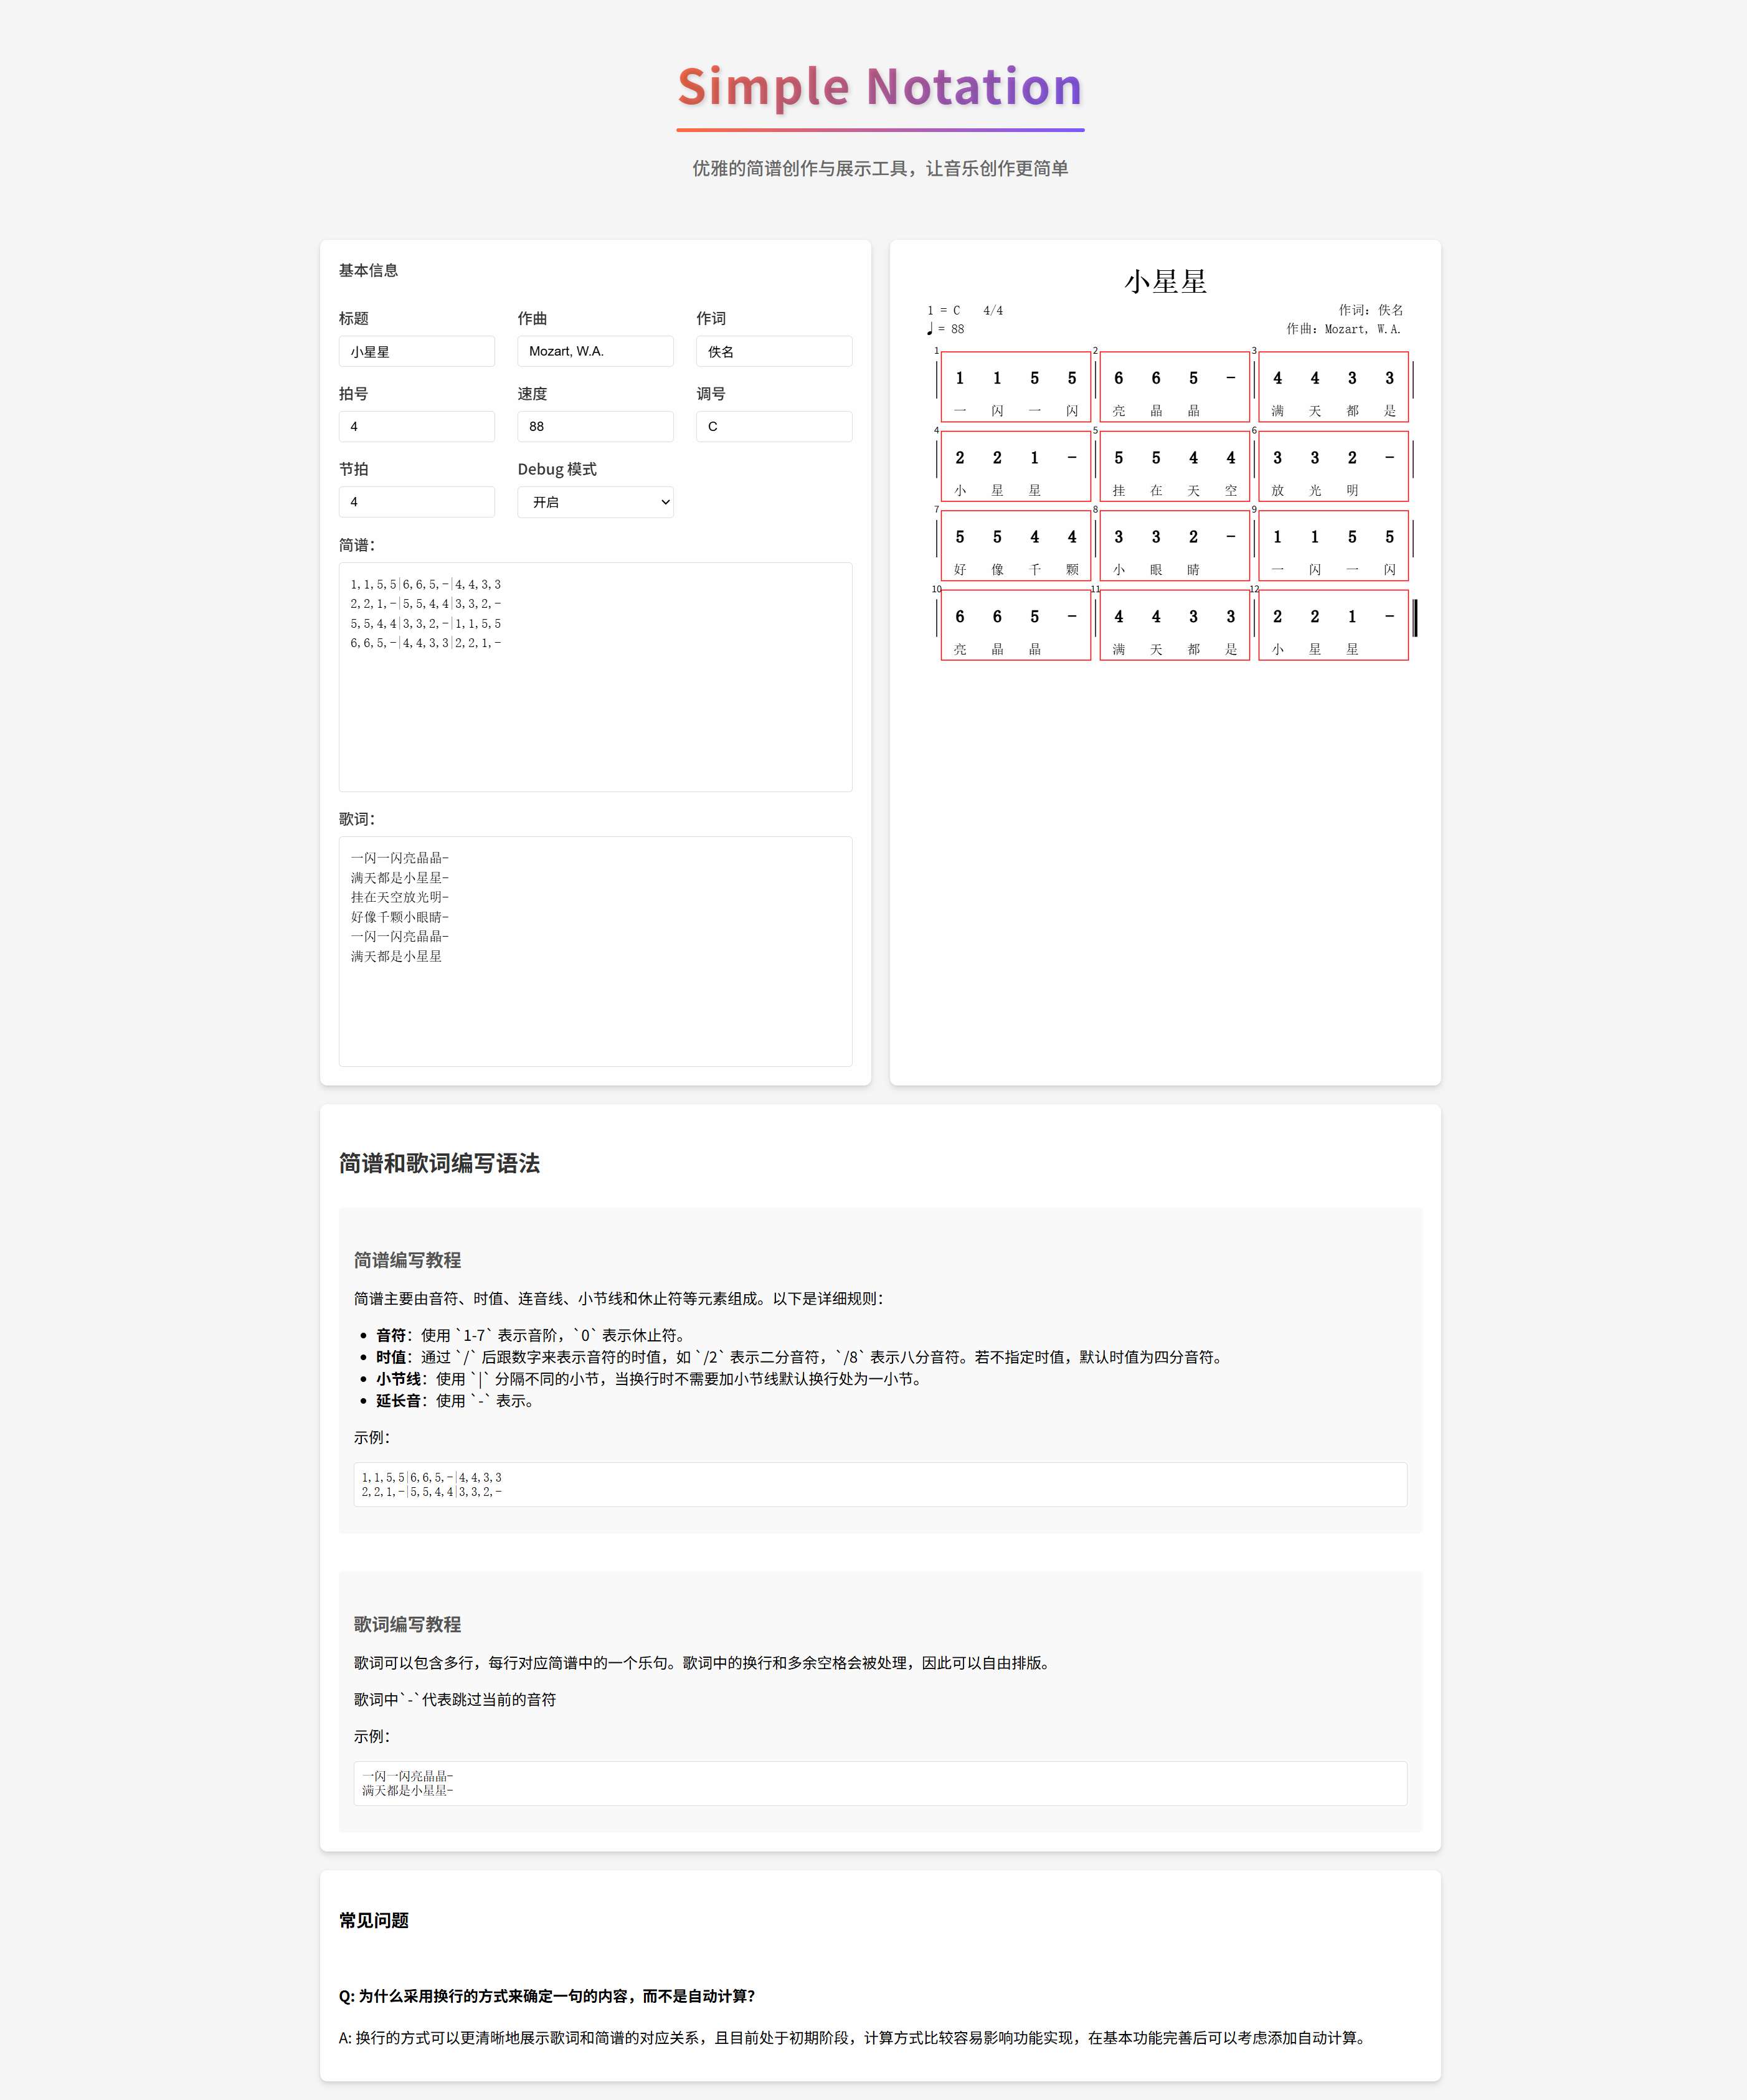 Simple Notation
优雅的简谱创作与展示工具，让音乐创作更简单
基本信息
标题 作曲 作词
小星星 Mozart, W.A. 佚名
拍号 速度 调号
4 88 C
节拍 Debug 模式
4 开启
简谱：
1,1,5,5|6,6,5,-|4,4,3,3
2,2,1,-|5,5,4,4|3,3,2,-
5,5,4,4|3,3,2,-|1,1,5,5
6,6,5,-|4,4,3,3|2,2,1,-
歌词：
一闪一闪亮晶晶-
满天都是小星星-
挂在天空放光明-
好像千颗小眼睛-
一闪一闪亮晶晶-
满天都是小星星
小星星
1 = C 4/4 作词：佚名
♩= 88 作曲：Mozart, W.A.
1 2 3
1 1 5 5 6 6 5 - 4 4 3 3
一 闪 一 闪 亮 晶 晶 满 天 都 是
4 5 6
2 2 1 - 5 5 4 4 3 3 2 -
小 星 星 挂 在 天 空 放 光 明
7 8 9
5 5 4 4 3 3 2 - 1 1 5 5
好 像 千 颗 小 眼 睛 一 闪 一 闪
10 11 12
6 6 5 - 4 4 3 3 2 2 1 -
亮 晶 晶 满 天 都 是 小 星 星
简谱和歌词编写语法
简谱编写教程
简谱主要由音符、时值、连音线、小节线和休止符等元素组成。以下是详细规则：
• 音符：使用 `1-7` 表示音阶，`0` 表示休止符。
• 时值：通过 `/` 后跟数字来表示音符的时值，如 `/2` 表示二分音符，`/8` 表示八分音符。若不指定时值，默认时值为四分音符。
• 小节线：使用 `|` 分隔不同的小节，当换行时不需要加小节线默认换行处为一小节。
• 延长音：使用 `-` 表示。
示例：
1,1,5,5|6,6,5,-|4,4,3,3
2,2,1,-|5,5,4,4|3,3,2,-
歌词编写教程
歌词可以包含多行，每行对应简谱中的一个乐句。歌词中的换行和多余空格会被处理，因此可以自由排版。
歌词中`-`代表跳过当前的音符
示例：
一闪一闪亮晶晶-
满天都是小星星-
常见问题
Q: 为什么采用换行的方式来确定一句的内容，而不是自动计算？
A: 换行的方式可以更清晰地展示歌词和简谱的对应关系，且目前处于初期阶段，计算方式比较容易影响功能实现，在基本功能完善后可以考虑添加自动计算。